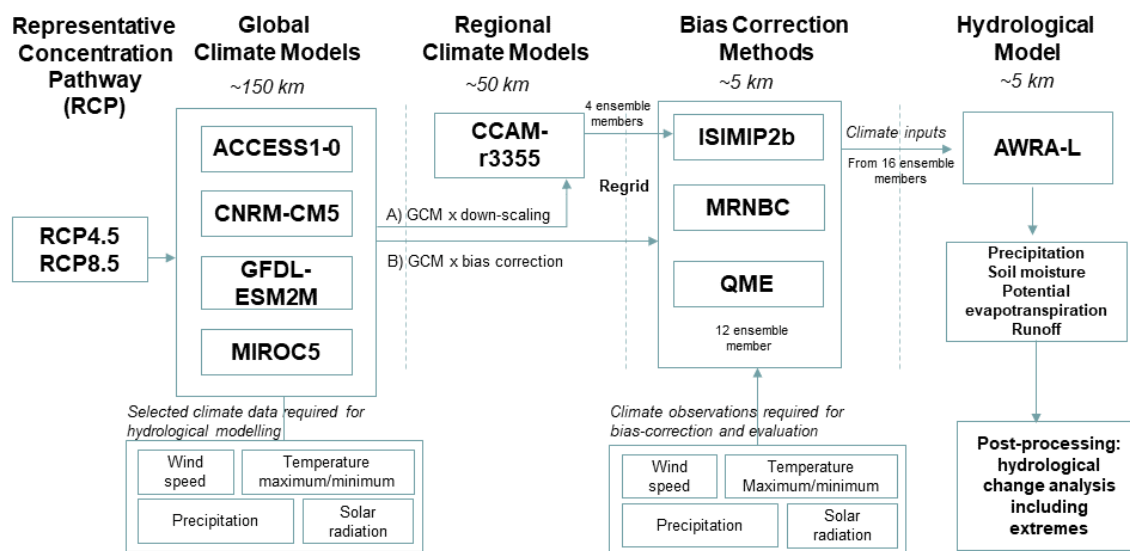 Representative
Concentration
Pathway
(RCP)
Global
Climate Models
~150 km
Regional
Climate Models
~50 km
Bias Correction
Methods
~5 km
Hydrological
Model
~5 km
RCP4.5
RCP8.5
ACCESS1-0
CNRM-CM5
GFDL-
ESM2M
MIROC5
CCAM-
r3355
4 ensemble
members
Regrid
A) GCM x down-scaling
B) GCM x bias correction
ISIMIP2b
MRNBC
QME
12 ensemble
member
Climate inputs
From 16 ensemble
members
AWRA-L
Precipitation
Soil moisture
Potential
evapotranspiration
Runoff
Post-processing:
hydrological
change analysis
including
extremes
Selected climate data required for
hydrological modelling
Wind
speed
Temperature
maximum/minimum
Precipitation
Solar
radiation
Climate observations required for
bias-correction and evaluation
Wind
speed
Temperature
Maximum/minimum
Precipitation
Solar
radiation